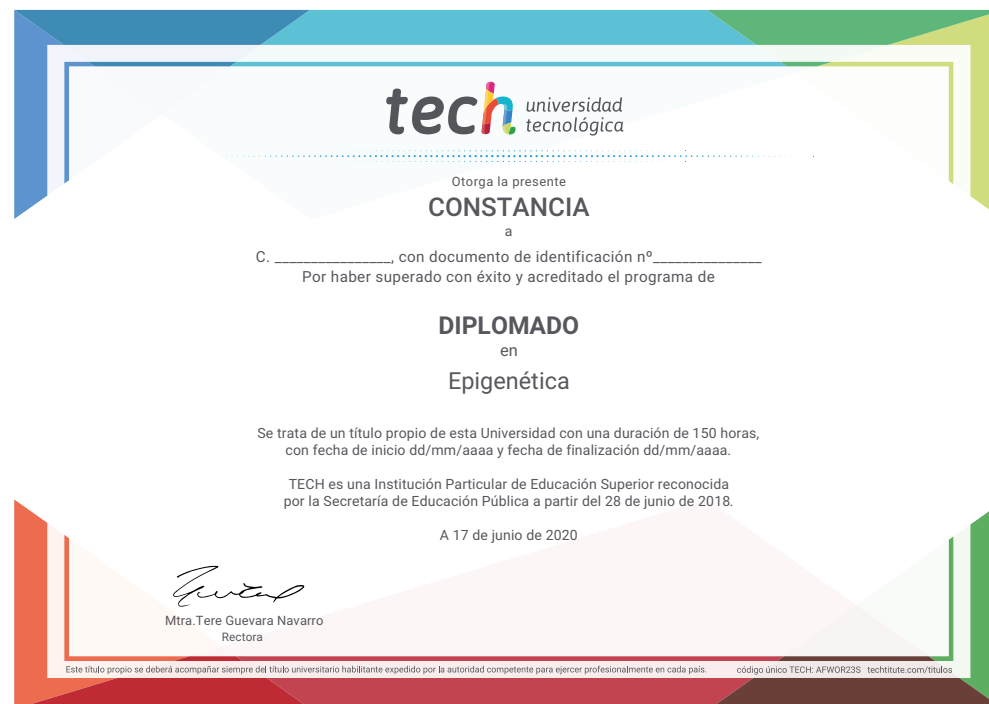 tech universidad
tecnológica
Otorga la presente
CONSTANCIA
a
C. ________________, con documento de identificación nº_______________
Por haber superado con éxito y acreditado el programa de
DIPLOMADO
en
Epigenética
Se trata de un título propio de esta Universidad con una duración de 150 horas,
con fecha de inicio dd/mm/aaaa y fecha de finalización dd/mm/aaaa.
TECH es una Institución Particular de Educación Superior reconocida
por la Secretaría de Educación Pública a partir del 28 de junio de 2018.
A 17 de junio de 2020
Mtra.Tere Guevara Navarro
Rectora
Este título propio se deberá acompañar siempre del título universitario habilitante expedido por la autoridad competente para ejercer profesionalmente en cada país. código único TECH: AFWOR23S techtitute.com/titulos